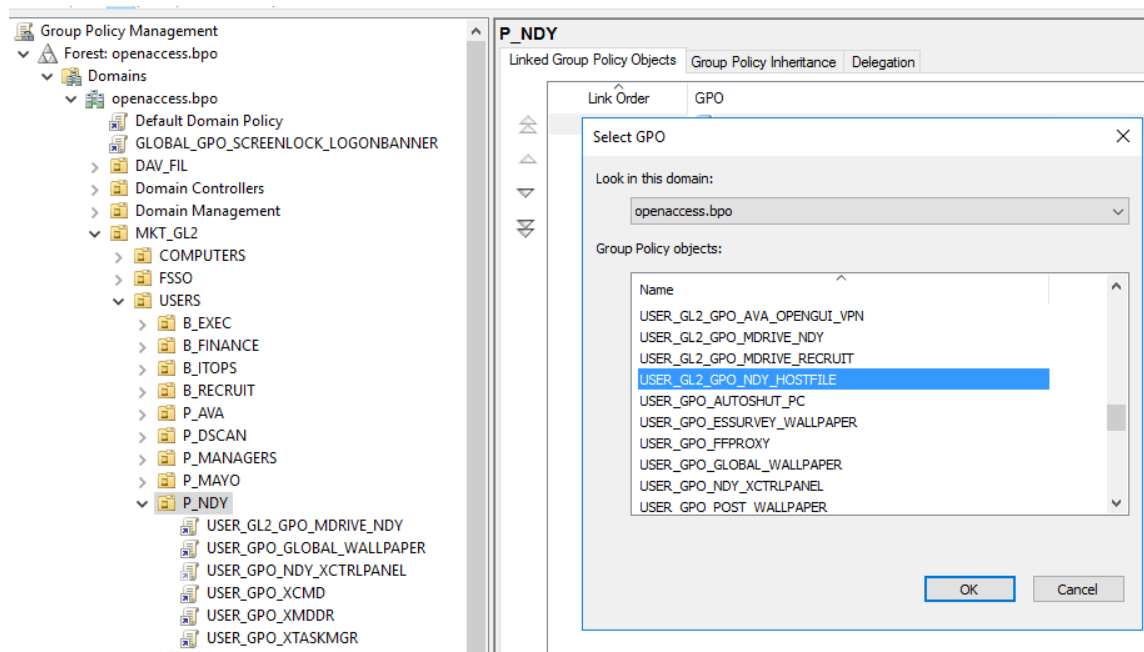 Group Policy Management
Forest: openaccess.bpo
Domains
openaccess.bpo
Default Domain Policy
GLOBAL_GPO_SCREENLOCK_LOGONBANNER
DAV_FIL
Domain Controllers
Domain Management
MKT_GL2
COMPUTERS
FSSO
USERS
B_EXEC
B_FINANCE
B_ITOPS
B_RECRUIT
P_AVA
P_DSCAN
P_MANAGERS
P_MAYO
P_NDY
USER_GL2_GPO_MDRIVE_NDY
USER_GPO_GLOBAL_WALLPAPER
USER_GPO_NDY_XCTRLPANEL
USER_GPO_XCMD
USER_GPO_XMDDR
USER_GPO_XTASKMGR
P_NDY
Linked Group Policy Objects Group Policy Inheritance Delegation
Link Order GPO
Select GPO
Look in this domain:
openaccess.bpo
Group Policy objects:
Name
USER_GL2_GPO_AVA_OPENGUI_VPN
USER_GL2_GPO_MDRIVE_NDY
USER_GL2_GPO_MDRIVE_RECRUIT
USER_GL2_GPO_NDY_HOSTFILE
USER_GPO_AUTOSHUT_PC
USER_GPO_ESSURVEY_WALLPAPER
USER_GPO_FFPROXY
USER_GPO_GLOBAL_WALLPAPER
USER_GPO_NDY_XCTRLPANEL
USER_GPO_POST_WALLPAPER
OK Cancel